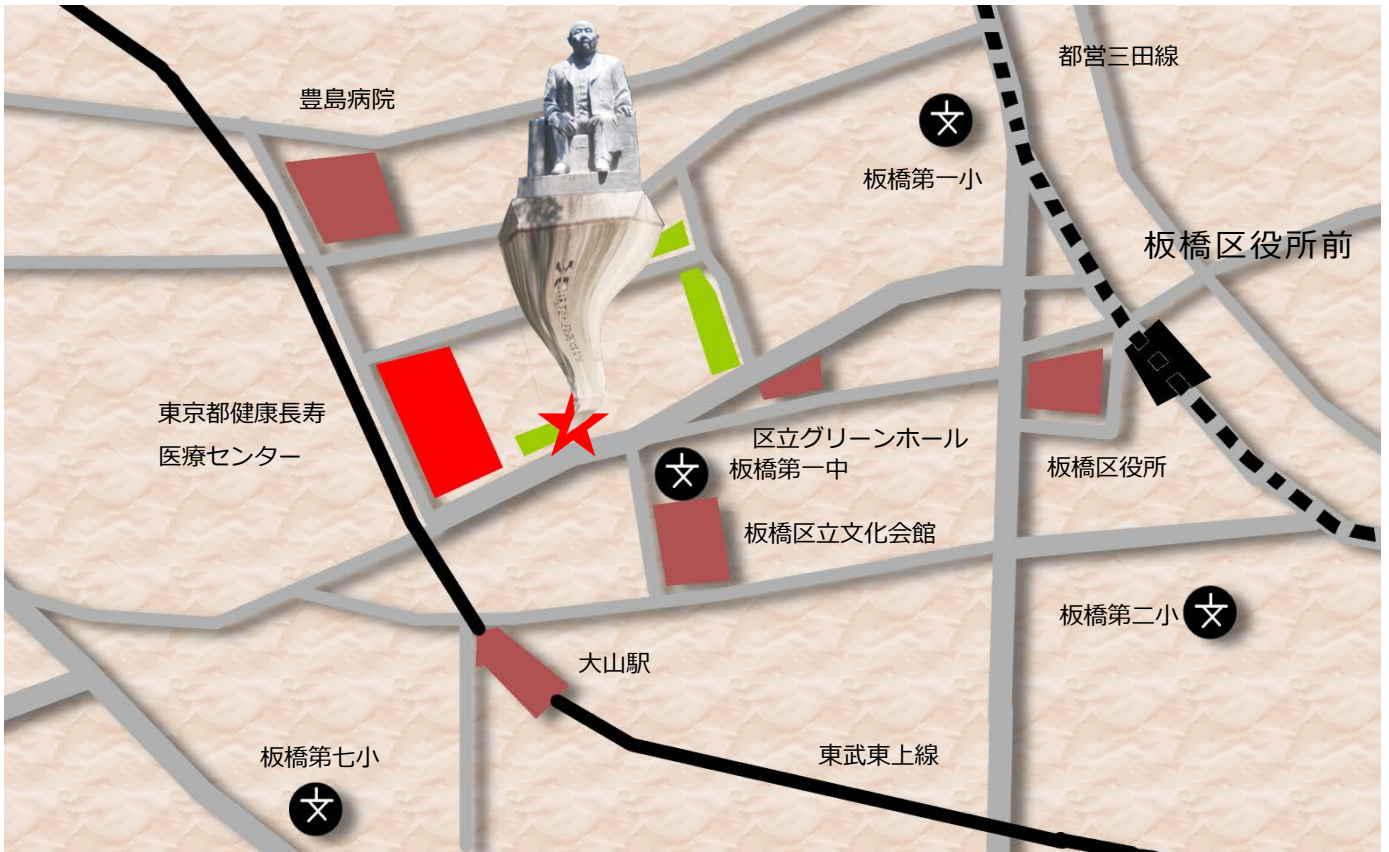 都営三田線
豊島病院
板橋第一小
板橋区役所前
東京都健康長寿
医療センター
区立グリーンホール
板橋第一中
板橋区役所
板橋区立文化会館
板橋第二小
大山駅
板橋第七小
東武東上線
文
文
文
文